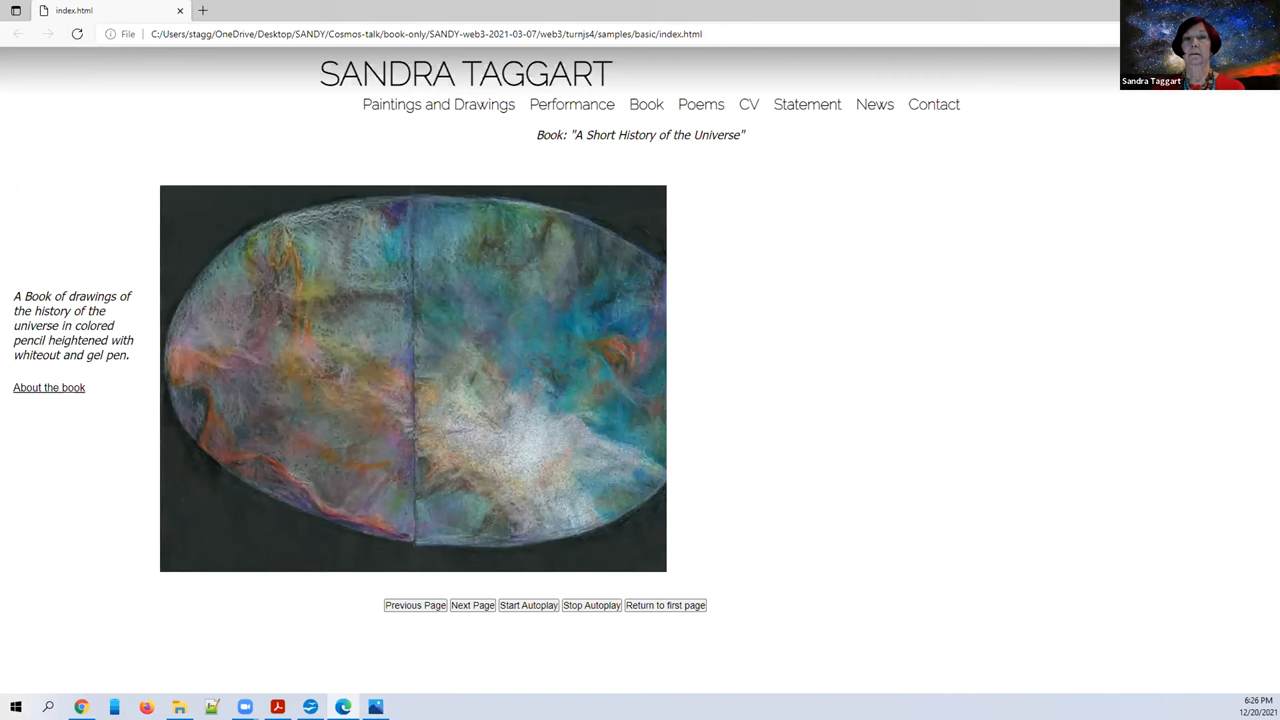 index.html
File
C:/Users/stagg/OneDrive/Desktop/SANDY/Cosmos-talk/book-only/SANDY-web3-2021-03-07/web3/turnjs4/samples/basic/index.html
Sandra Taggart
SANDRA TAGGART
Paintings and Drawings Performance Book Poems CV Statement News Contact
Book: "A Short History of the Universe"
A Book of drawings of
the history of the
universe in colored
pencil heightened with
whiteout and gel pen.
About the book
Previous Page Next Page Start Autoplay Stop Autoplay Return to first page
6:26 PM
12/20/2021